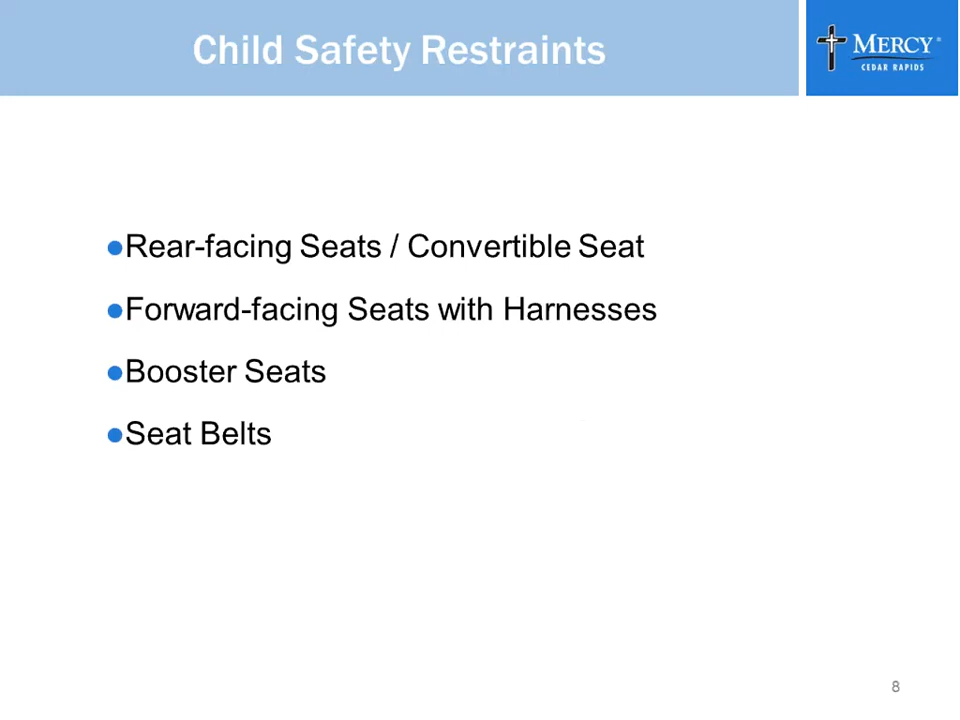 Child Safety Restraints
MERCY®
CEDAR RAPIDS
●Rear-facing Seats / Convertible Seat
●Forward-facing Seats with Harnesses
●Booster Seats
●Seat Belts
8